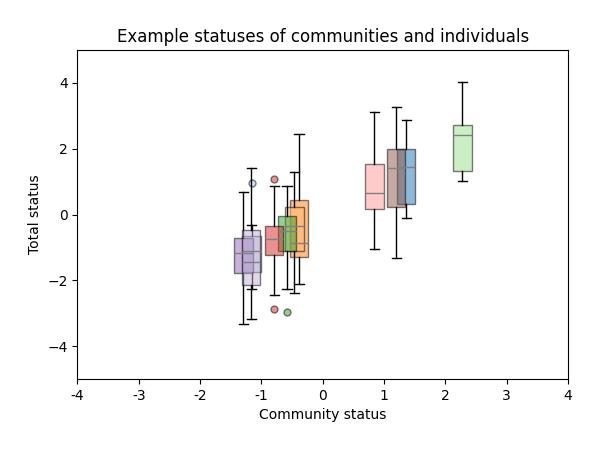 Example statuses of communities and individuals
Total status
4
2
0
−2
−4
-4 -3 -2 -1 0 1 2 3 4
Community status